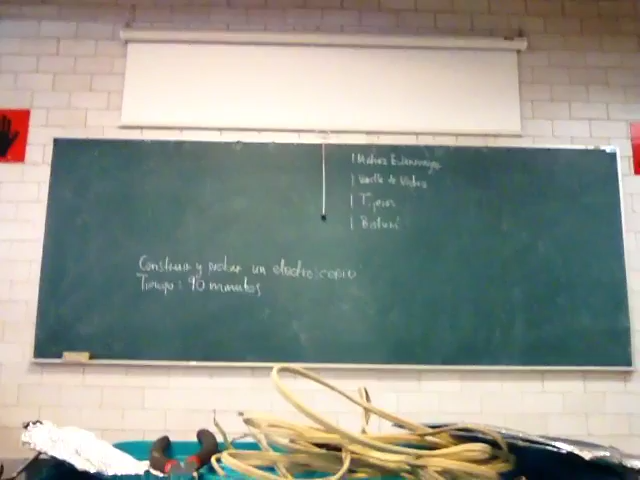 1 Matraz Erlenmeyer
1 Varilla de Vidrio
1 Tijeras
1 Bisturí
Construir y probar un electroscopio
Tiempo: 90 minutos